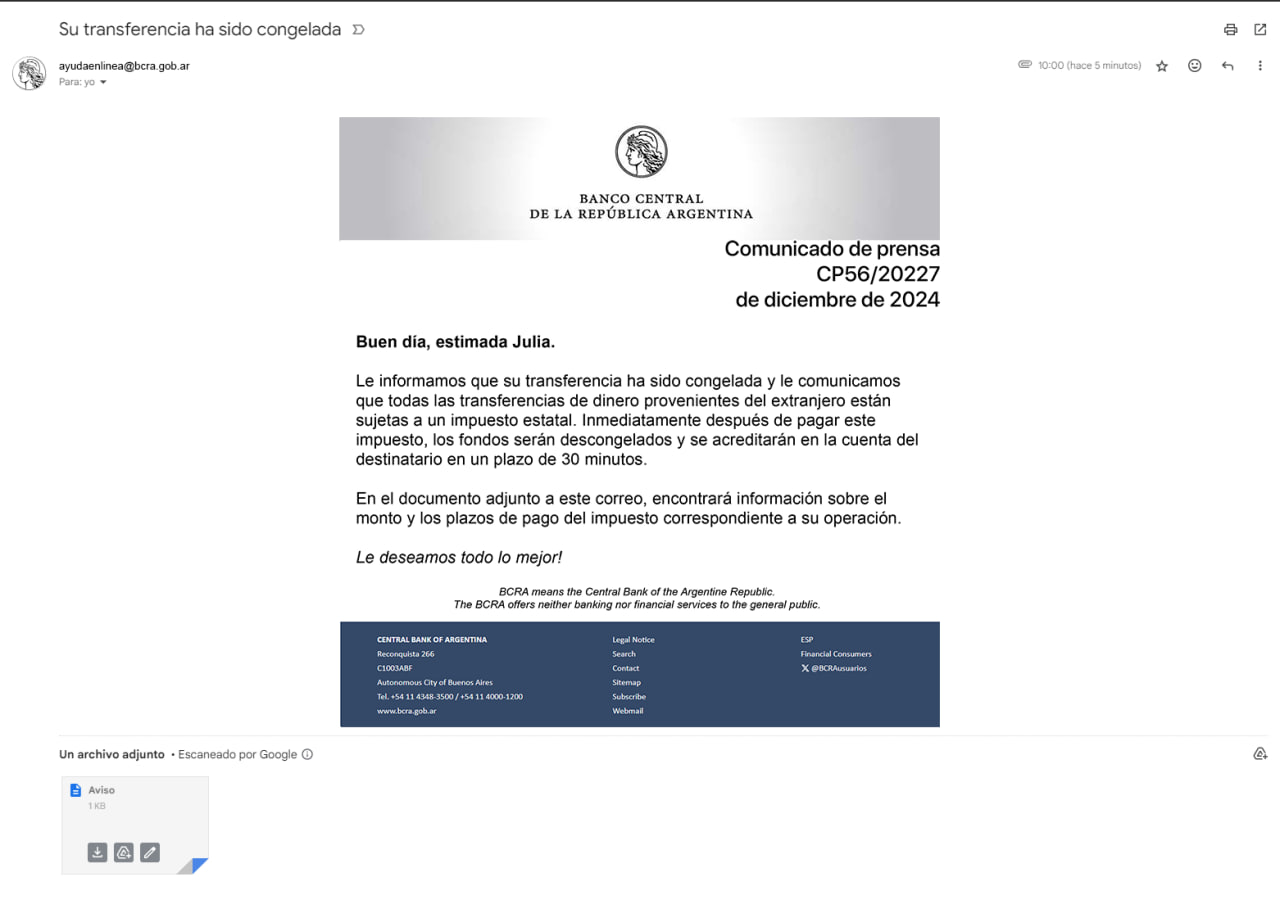 Su transferencia ha sido congelada
ayudaenlinea@bcra.gob.ar
10:00 (hace 5 minutos)
Para: yo
BANCO CENTRAL
DE LA REPÚBLICA ARGENTINA
Comunicado de prensa
CP56/20227
de diciembre de 2024
Buen día, estimada Julia.
Le informamos que su transferencia ha sido congelada y le comunicamos
que todas las transferencias de dinero provenientes del extranjero están
sujetas a un impuesto estatal. Inmediatamente después de pagar este
impuesto, los fondos serán descongelados y se acreditarán en la cuenta del
destinatario en un plazo de 30 minutos.
En el documento adjunto a este correo, encontrará información sobre el
monto y los plazos de pago del impuesto correspondiente a su operación.
Le deseamos todo lo mejor!
BCRA means the Central Bank of the Argentine Republic.
The BCRA offers neither banking nor financial services to the general public.
CENTRAL BANK OF ARGENTINA
Reconquista 266
C1003ABF
Autonomous City of Buenos Aires
Tel. +54 11 4348-3500 / +54 11 4000-1200
www.bcra.gob.ar
Legal Notice
Search
Contact
Sitemap
Subscribe
Webmail
ESP
Financial Consumers
X @BCRAusuarios
Un archivo adjunto • Escaneado por Google
Aviso
1 KB